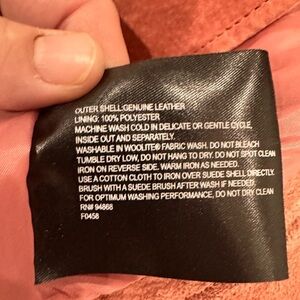 OUTER SHELL:GENUINE LEATHER
LINING: 100% POLYESTER
MACHINE WASH COLD IN DELICATE OR GENTLE CYCLE,
INSIDE OUT AND SEPARATELY.
WASHABLE IN WOOLITE® FABRIC WASH. DO NOT BLEACH
TUMBLE DRY LOW, DO NOT HANG TO DRY. DO NOT SPOT CLEAN
IRON ON REVERSE SIDE. WARM IRON AS NEEDED.
USE A COTTON CLOTH TO IRON OVER SUEDE SHELL DIRECTLY.
BRUSH WITH A SUEDE BRUSH AFTER WASH IF NEEDED.
FOR OPTIMUM WASHING PERFORMANCE, DO NOT DRY CLEAN
RN# 94868
F0458